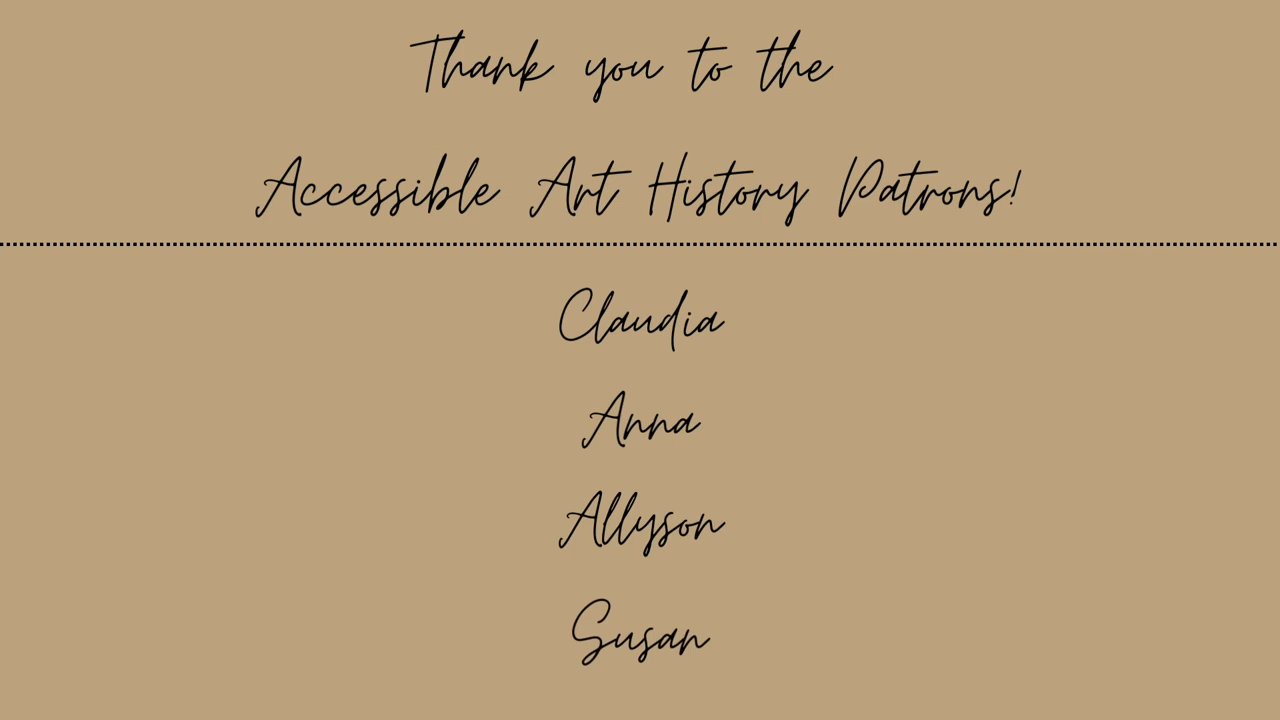 Thank you to the
Accessible Art History Patrons!
Claudia
Anna
Allyson
Susan